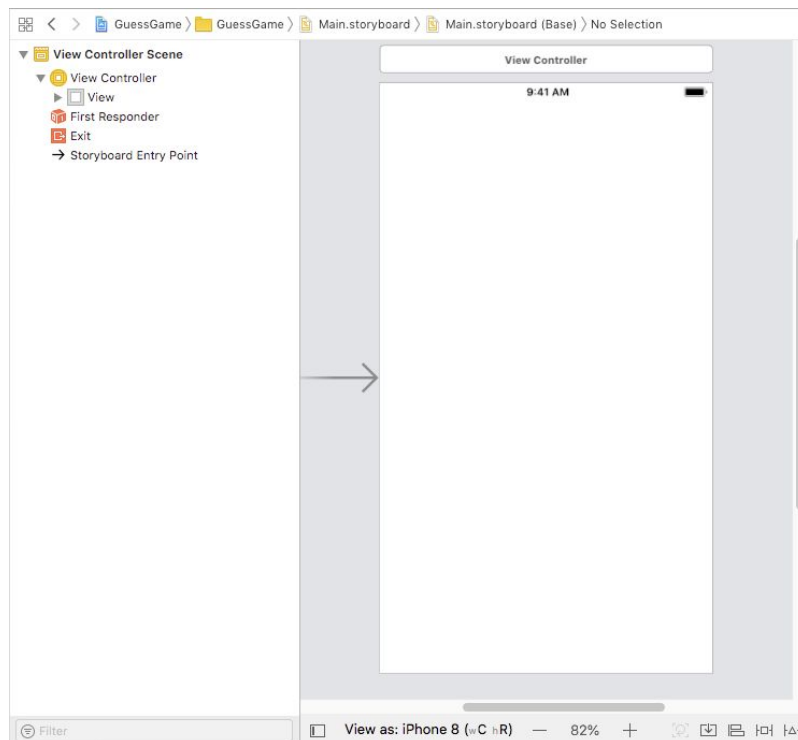 GuessGame 〉 GuessGame 〉 Main.storyboard 〉 Main.storyboard (Base) 〉 No Selection
View Controller Scene
View Controller
View
First Responder
Exit
Storyboard Entry Point
View Controller
9:41 AM
Filter
View as: iPhone 8 (wC hR) — 82% +